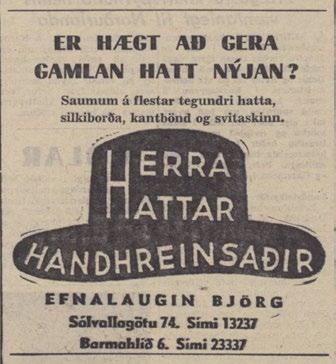 ER HÆGT AÐ GERA
GAMLAN HATT NÝJAN?
Saumum á flestar tegundri hatta,
silkiborða, kantbönd og svitaskinn.
HERRA
HATTAR
HANDHREINSAÐIR
EFNALAUGIN BJÖRG
Sólvallagötu 74. Sími 13237
Barmahlíð 6. Sími 23337